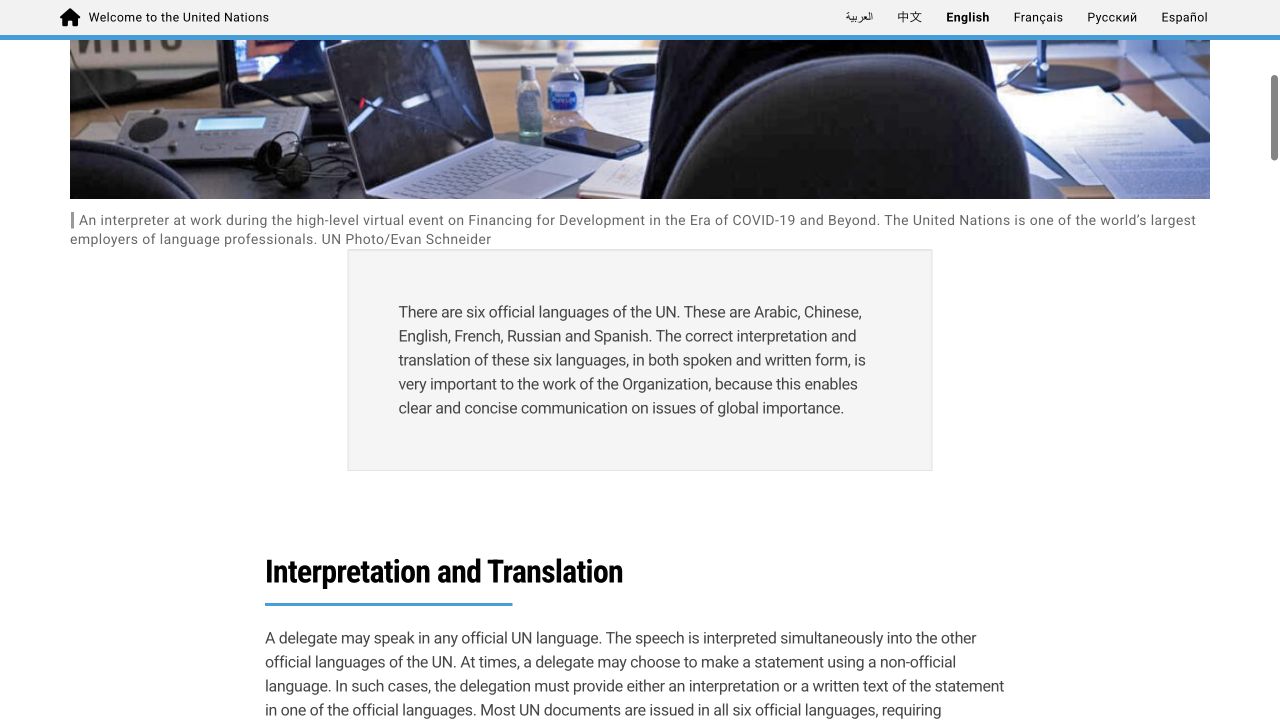 Welcome to the United Nations
العربية
中文
English
Français
Русский
Español
An interpreter at work during the high-level virtual event on Financing for Development in the Era of COVID-19 and Beyond. The United Nations is one of the world’s largest
employers of language professionals. UN Photo/Evan Schneider
There are six official languages of the UN. These are Arabic, Chinese,
English, French, Russian and Spanish. The correct interpretation and
translation of these six languages, in both spoken and written form, is
very important to the work of the Organization, because this enables
clear and concise communication on issues of global importance.
Interpretation and Translation
A delegate may speak in any official UN language. The speech is interpreted simultaneously into the other
official languages of the UN. At times, a delegate may choose to make a statement using a non-official
language. In such cases, the delegation must provide either an interpretation or a written text of the statement
in one of the official languages. Most UN documents are issued in all six official languages, requiring